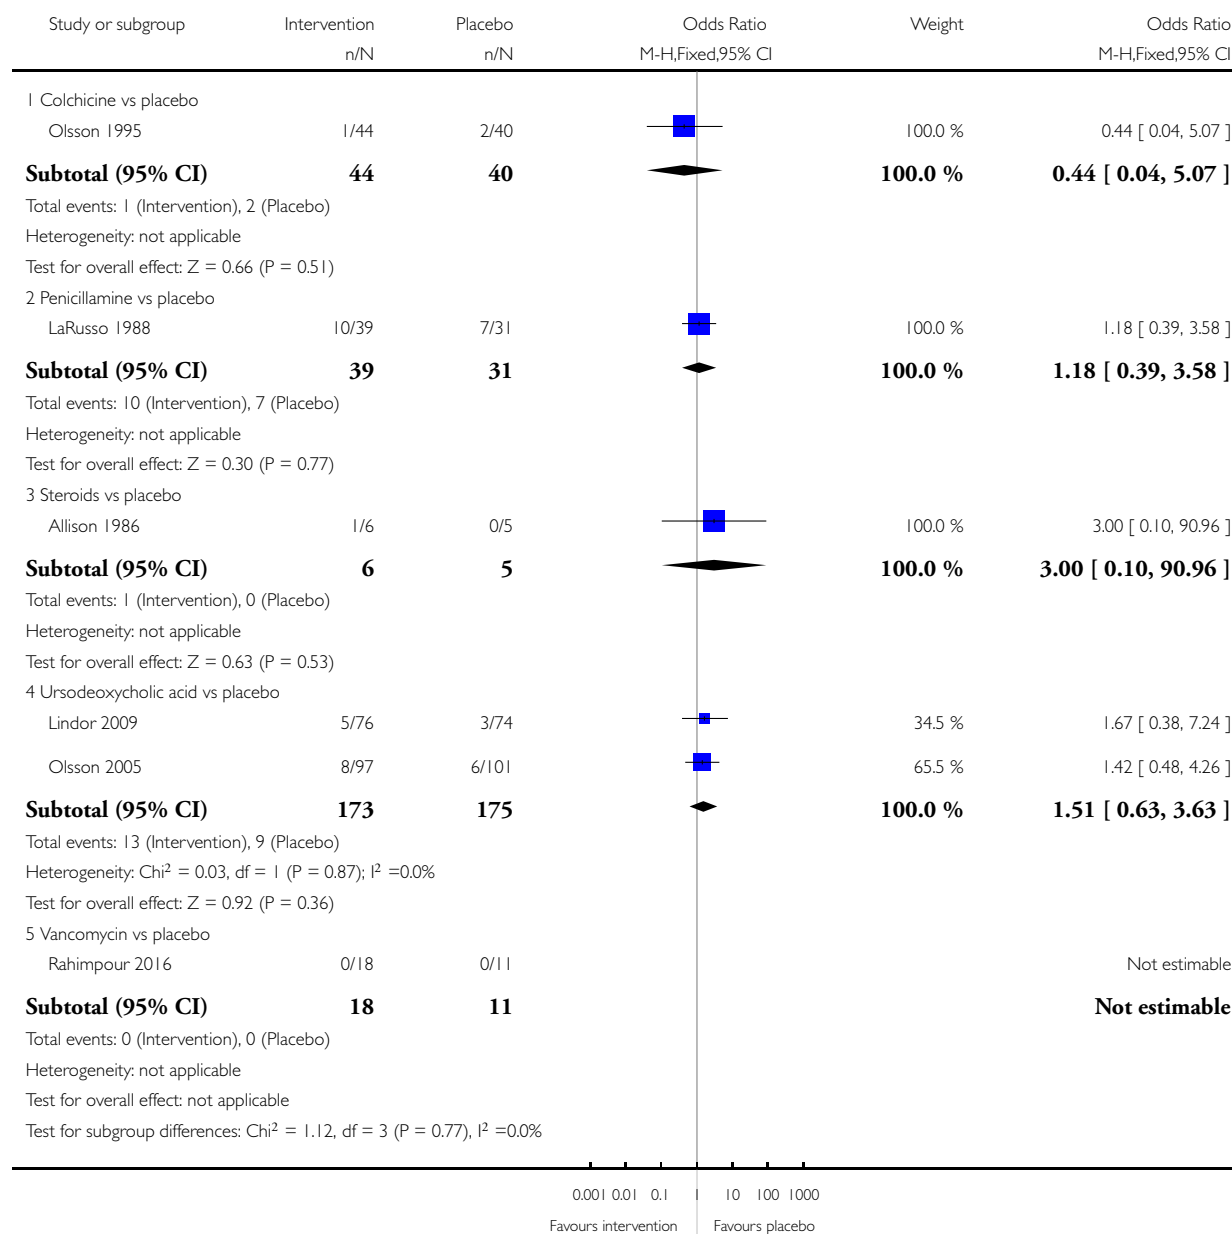 Study or subgroup Intervention Placebo Odds Ratio Weight Odds Ratio
n/N n/N M-H,Fixed,95% CI M-H,Fixed,95% CI
1 Colchicine vs placebo
Olsson 1995 1/44 2/40 100.0 % 0.44 [ 0.04, 5.07 ]
Subtotal (95% CI) 44 40 100.0 % 0.44 [ 0.04, 5.07 ]
Total events: 1 (Intervention), 2 (Placebo)
Heterogeneity: not applicable
Test for overall effect: Z = 0.66 (P = 0.51)
2 Penicillamine vs placebo
LaRusso 1988 10/39 7/31 100.0 % 1.18 [ 0.39, 3.58 ]
Subtotal (95% CI) 39 31 100.0 % 1.18 [ 0.39, 3.58 ]
Total events: 10 (Intervention), 7 (Placebo)
Heterogeneity: not applicable
Test for overall effect: Z = 0.30 (P = 0.77)
3 Steroids vs placebo
Allison 1986 1/6 0/5 100.0 % 3.00 [ 0.10, 90.96 ]
Subtotal (95% CI) 6 5 100.0 % 3.00 [ 0.10, 90.96 ]
Total events: 1 (Intervention), 0 (Placebo)
Heterogeneity: not applicable
Test for overall effect: Z = 0.63 (P = 0.53)
4 Ursodeoxycholic acid vs placebo
Lindor 2009 5/76 3/74 34.5 % 1.67 [ 0.38, 7.24 ]
Olsson 2005 8/97 6/101 65.5 % 1.42 [ 0.48, 4.26 ]
Subtotal (95% CI) 173 175 100.0 % 1.51 [ 0.63, 3.63 ]
Total events: 13 (Intervention), 9 (Placebo)
Heterogeneity: Chi² = 0.03, df = 1 (P = 0.87); I² =0.0%
Test for overall effect: Z = 0.92 (P = 0.36)
5 Vancomycin vs placebo
Rahimpour 2016 0/18 0/11 Not estimable
Subtotal (95% CI) 18 11 Not estimable
Total events: 0 (Intervention), 0 (Placebo)
Heterogeneity: not applicable
Test for overall effect: not applicable
Test for subgroup differences: Chi² = 1.12, df = 3 (P = 0.77), I² =0.0%
0.001 0.01 0.1 1 10 100 1000
Favours intervention Favours placebo